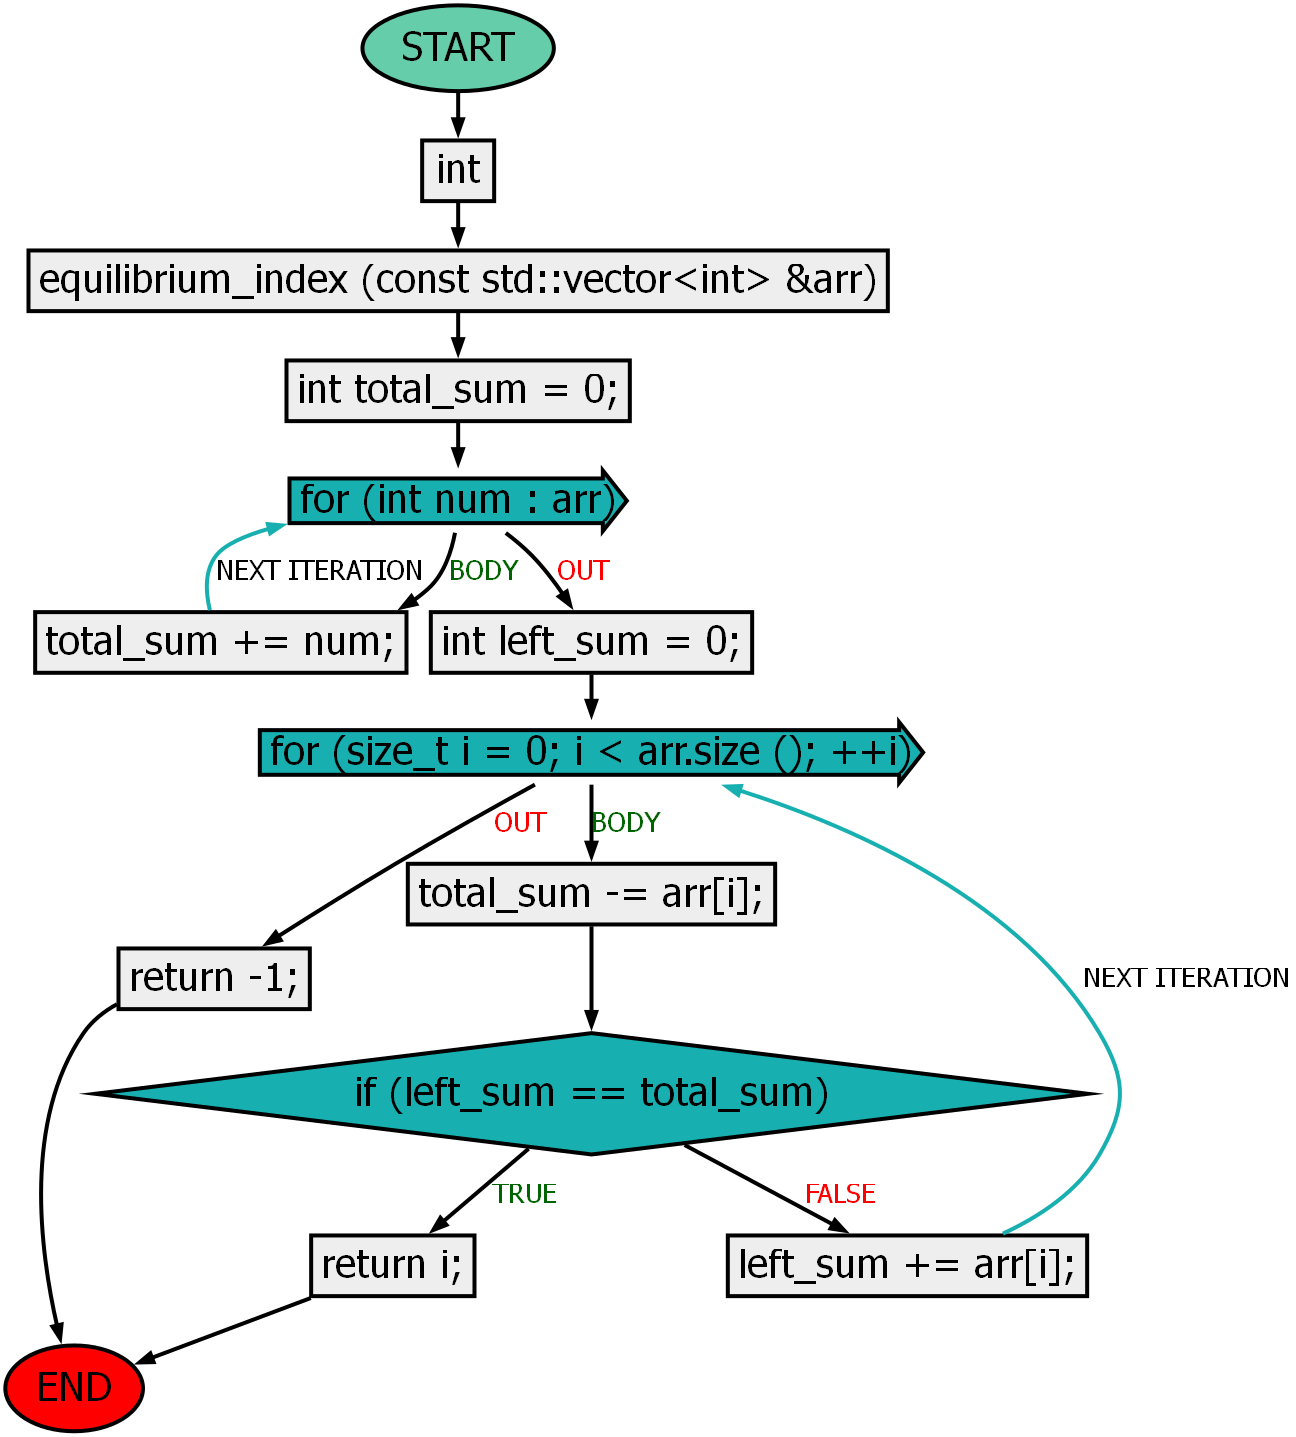 START
int
equilibrium_index (const std::vector<int> &arr)
int total_sum = 0;
for (int num : arr)
NEXT ITERATION
BODY
OUT
total_sum += num;
int left_sum = 0;
for (size_t i = 0; i < arr.size (); ++i)
OUT
BODY
total_sum -= arr[i];
return -1;
NEXT ITERATION
if (left_sum == total_sum)
TRUE
FALSE
return i;
left_sum += arr[i];
END